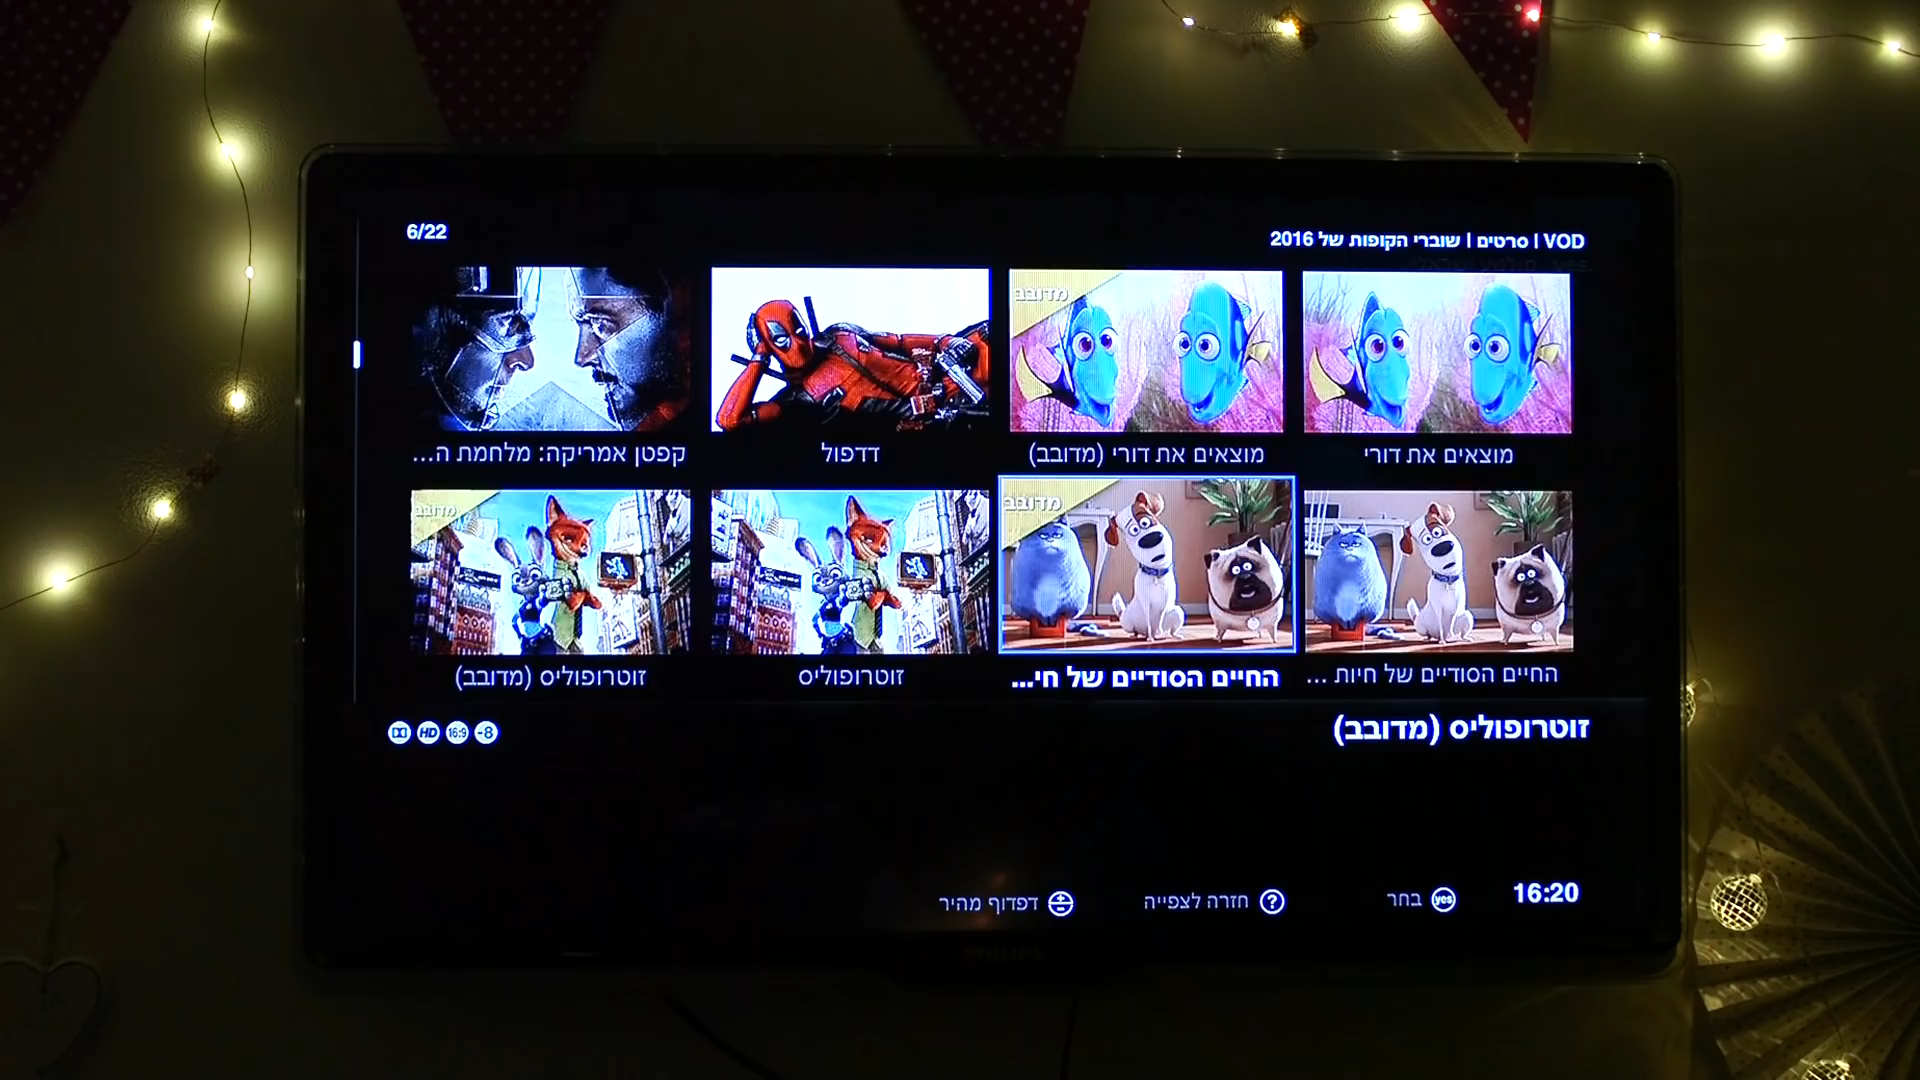 VOD | סרטים | שוברי הקופות של 2016
6/22
מדובב
מוצאים את דורי
מוצאים את דורי (מדובב)
דדפול
קפטן אמריקה: מלחמת ה...
מדובב
מדובב
החיים הסודיים של חיות ...
החיים הסודיים של חי...
זוטרופוליס
זוטרופוליס (מדובב)
זוטרופוליס (מדובב)
HD 16:9 -8
16:20
yes בחר
? חזרה לצפייה
דפדוף מהיר